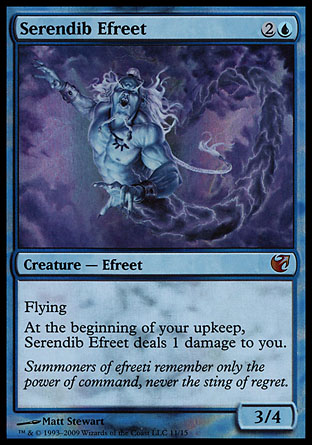 Serendib Efreet 2
Creature — Efreet
Flying
At the beginning of your upkeep,
Serendib Efreet deals 1 damage to you.
Summoners of efreeti remember only the
power of command, never the sting of regret.
Matt Stewart
™ & © 1993–2009 Wizards of the Coast LLC 11/15
3/4